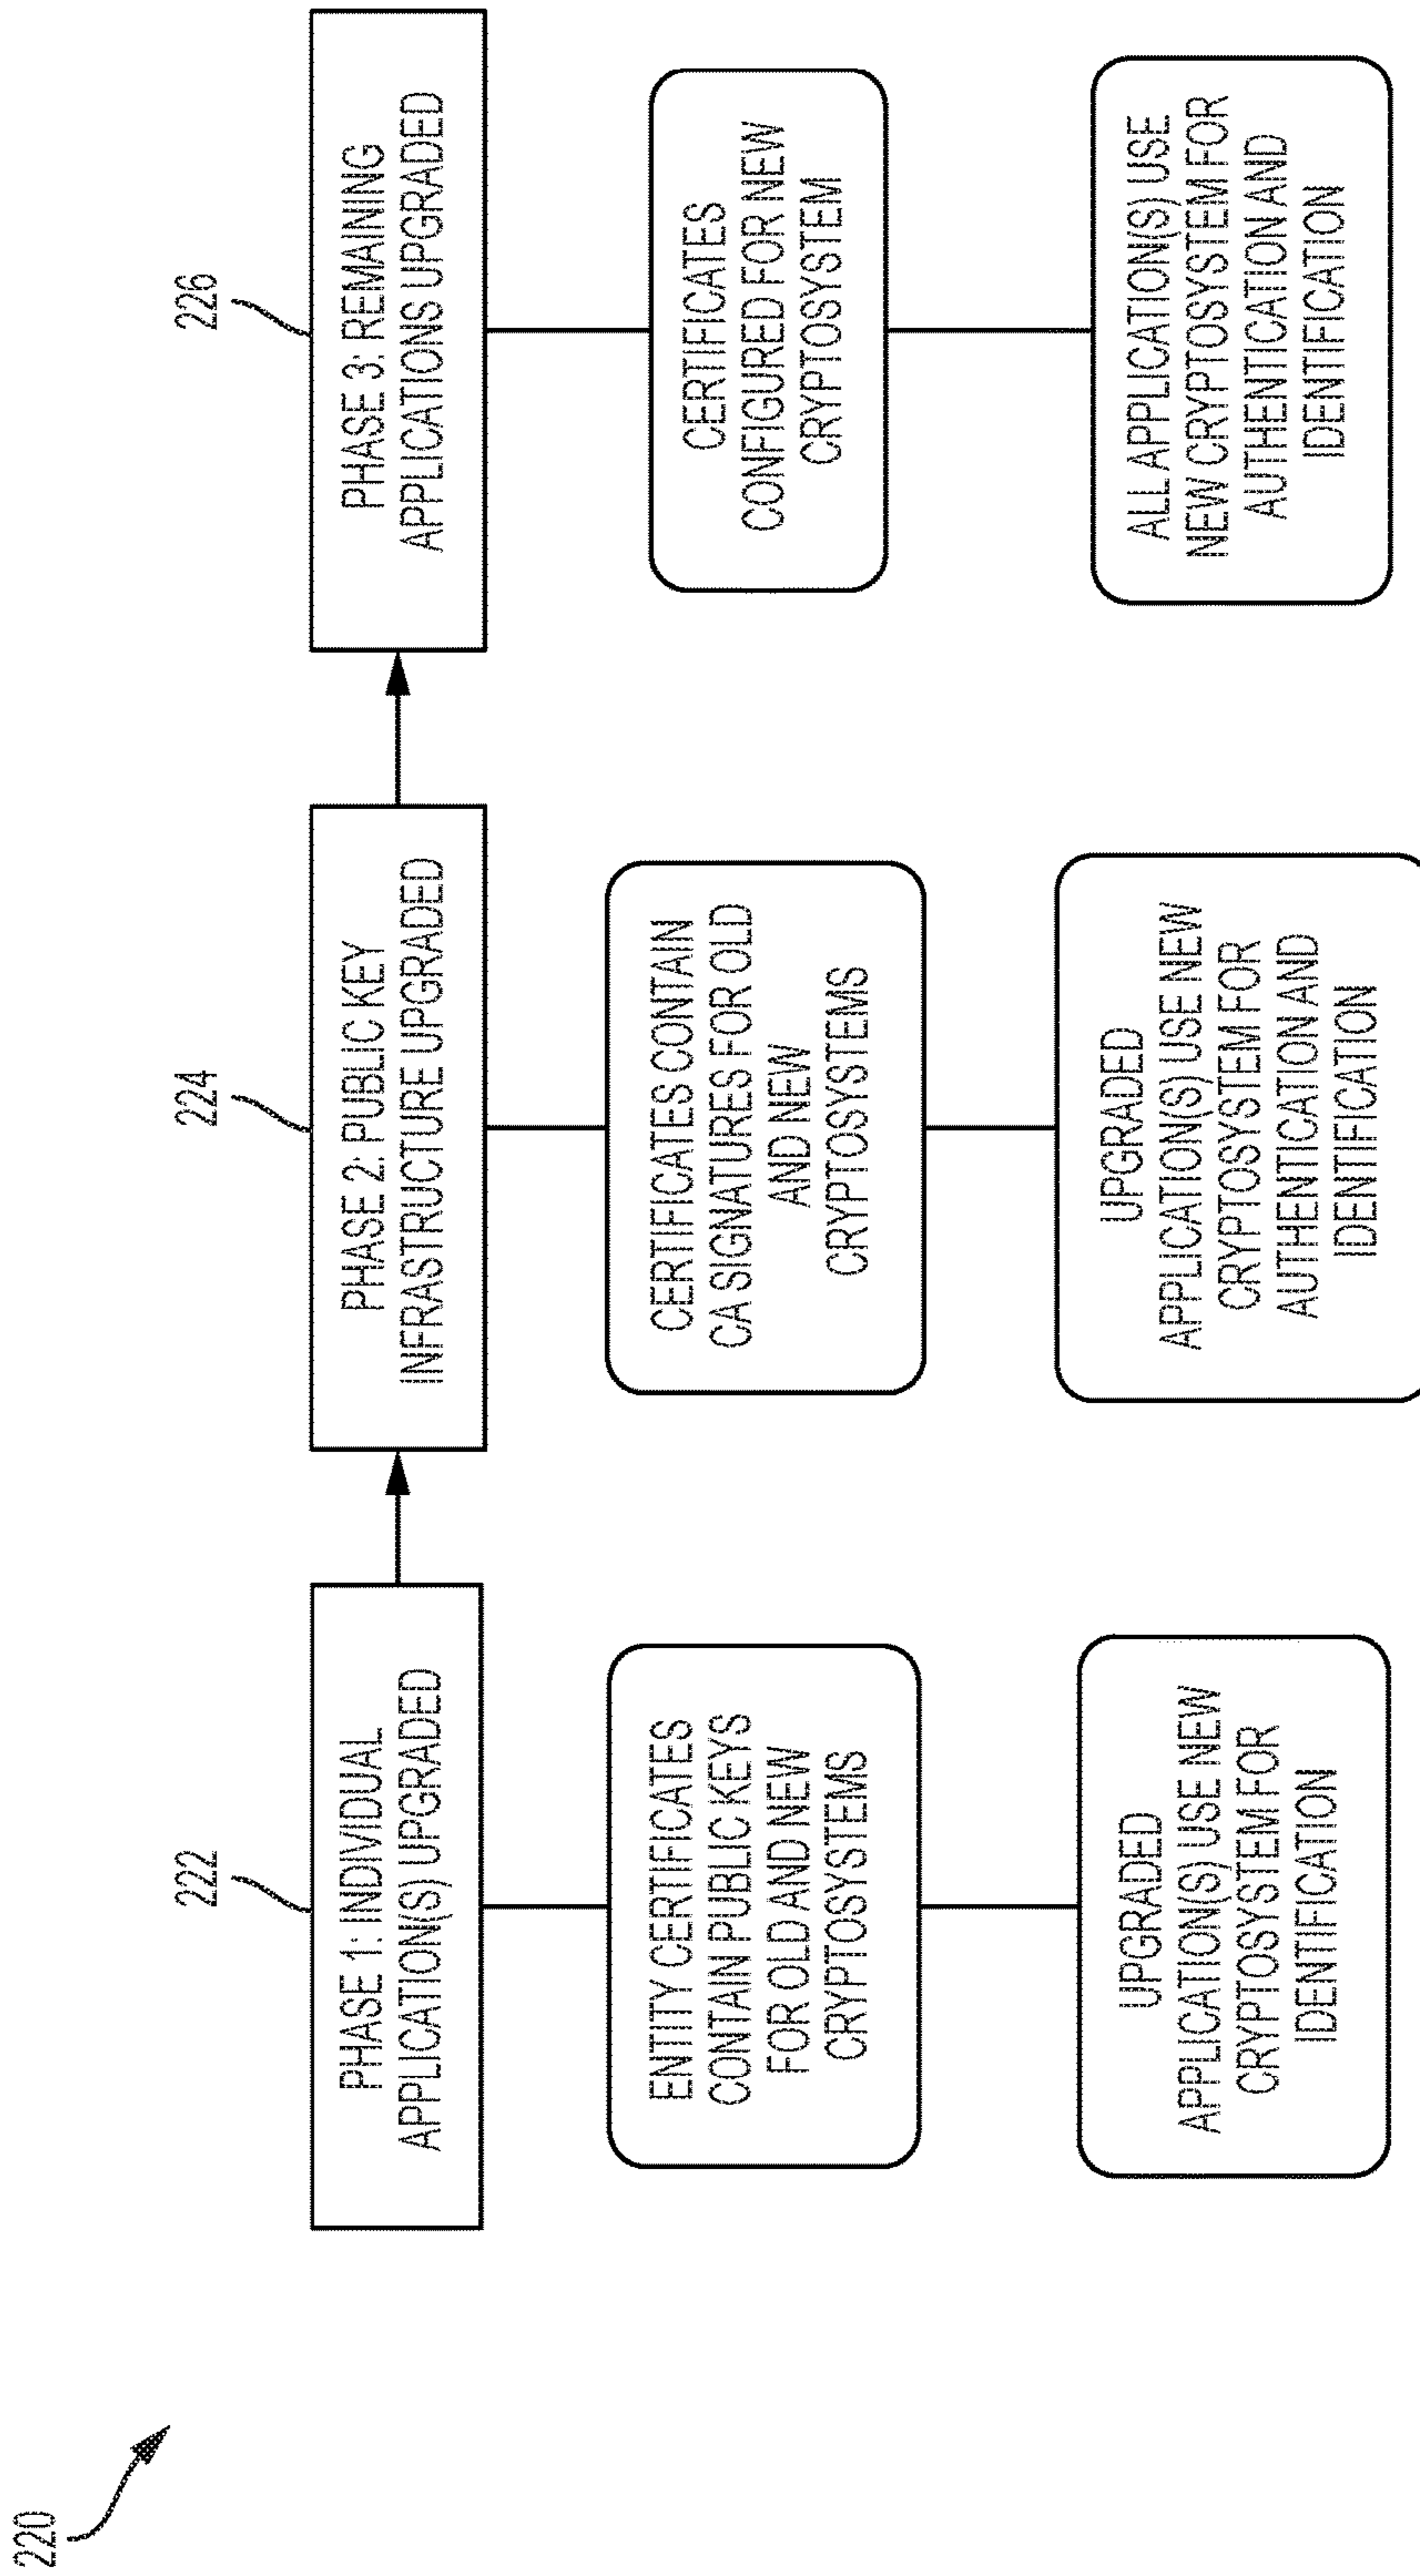 220
222
PHASE 1: INDIVIDUAL
APPLICATION(S) UPGRADED
ENTITY CERTIFICATES
CONTAIN PUBLIC KEYS
FOR OLD AND NEW
CRYPTOSYSTEMS
UPGRADED
APPLICATION(S) USE NEW
CRYPTOSYSTEM FOR
IDENTIFICATION
224
PHASE 2: PUBLIC KEY
INFRASTRUCTURE UPGRADED
CERTIFICATES CONTAIN
CA SIGNATURES FOR OLD
AND NEW
CRYPTOSYSTEMS
UPGRADED
APPLICATION(S) USE NEW
CRYPTOSYSTEM FOR
AUTHENTICATION AND
IDENTIFICATION
226
PHASE 3: REMAINING
APPLICATIONS UPGRADED
CERTIFICATES
CONFIGURED FOR NEW
CRYPTOSYSTEM
ALL APPLICATION(S) USE
NEW CRYPTOSYSTEM FOR
AUTHENTICATION AND
IDENTIFICATION